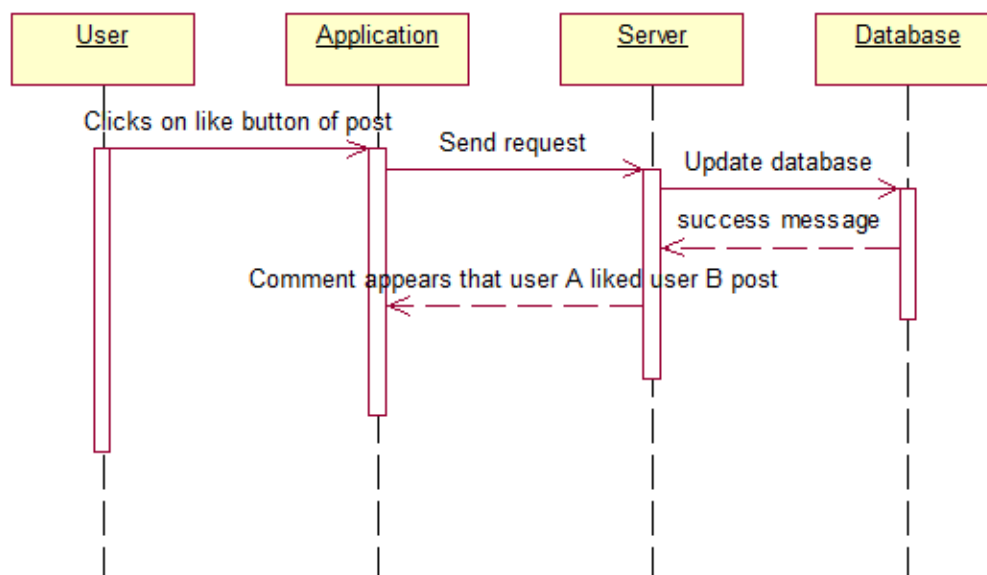 User
Application
Server
Database
Clicks on like button of post
Send request
Update database
success message
Comment appears that user A liked user B post